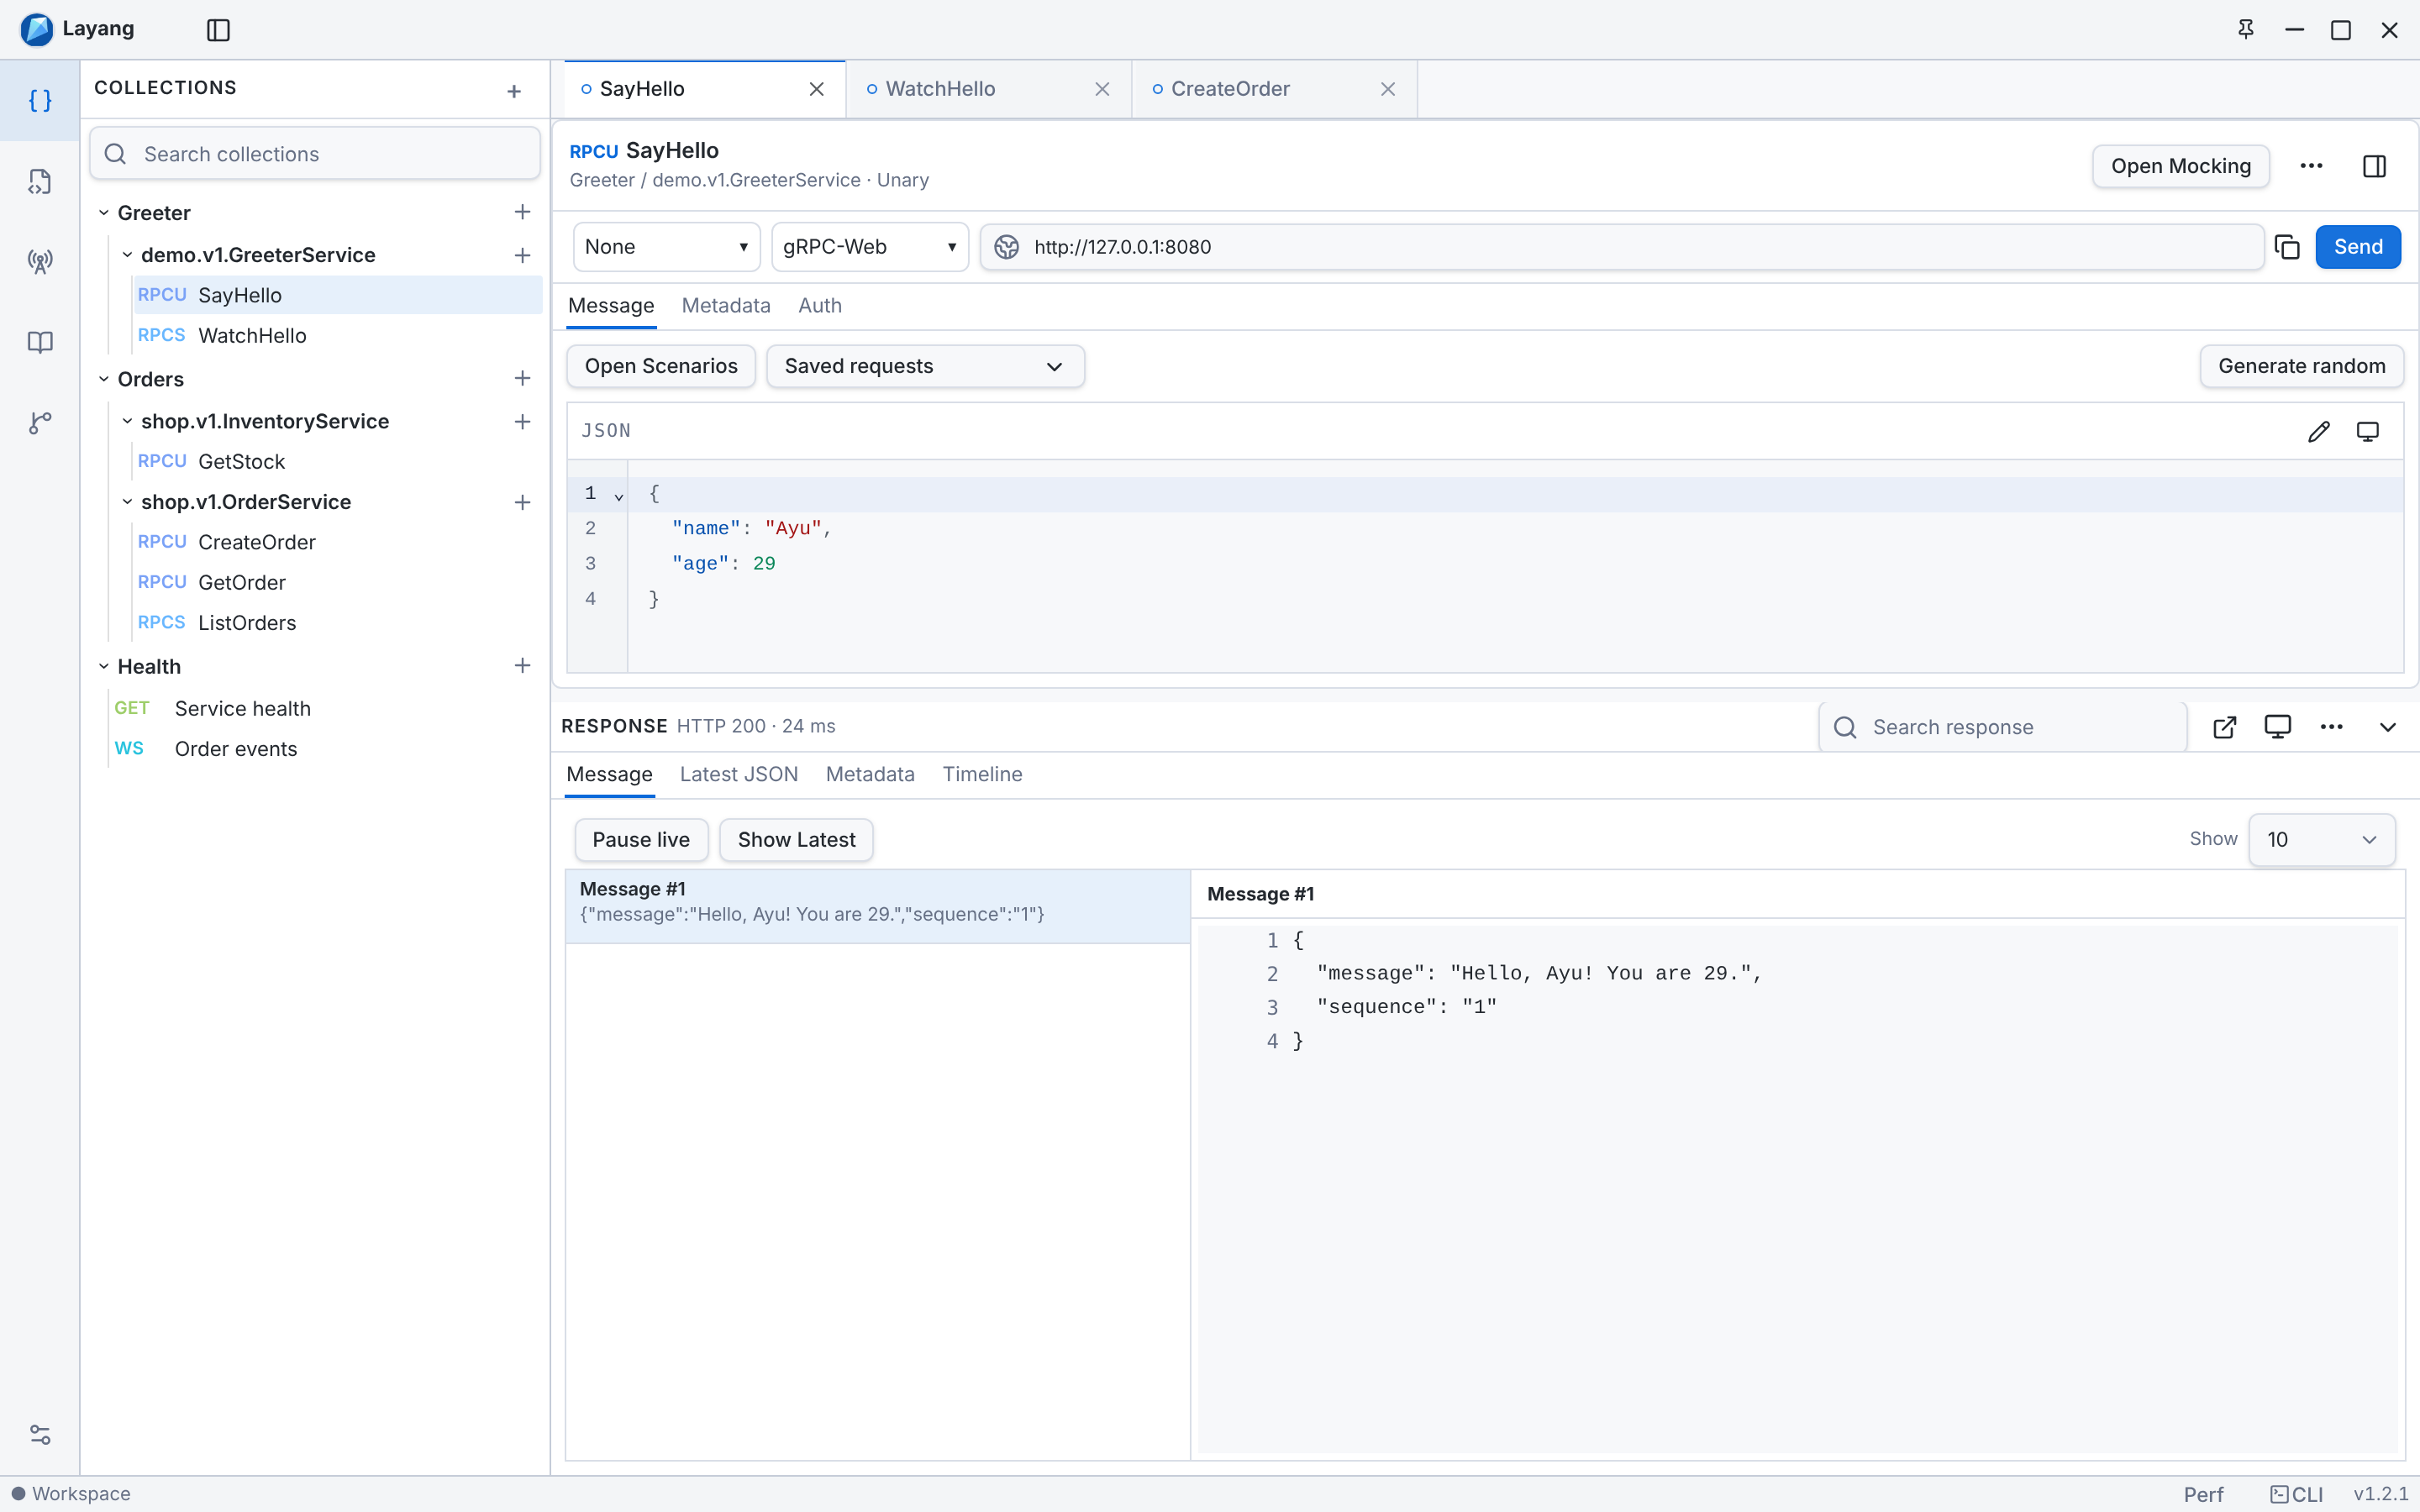 Layang
COLLECTIONS
Search collections
Greeter
demo.v1.GreeterService
RPCU SayHello
RPCS WatchHello
Orders
shop.v1.InventoryService
RPCU GetStock
shop.v1.OrderService
RPCU CreateOrder
RPCU GetOrder
RPCS ListOrders
Health
GET Service health
WS Order events
SayHello
WatchHello
CreateOrder
RPCU SayHello
Greeter / demo.v1.GreeterService · Unary
Open Mocking
None
gRPC-Web
http://127.0.0.1:8080
Send
Message Metadata Auth
Open Scenarios
Saved requests
Generate random
JSON
1 {
2 "name": "Ayu",
3 "age": 29
4 }
RESPONSE HTTP 200 · 24 ms
Search response
Message Latest JSON Metadata Timeline
Pause live
Show Latest
Show 10
Message #1
{"message":"Hello, Ayu! You are 29.","sequence":"1"}
Message #1
1 {
2 "message": "Hello, Ayu! You are 29.",
3 "sequence": "1"
4 }
Workspace
Perf
CLI
v1.2.1